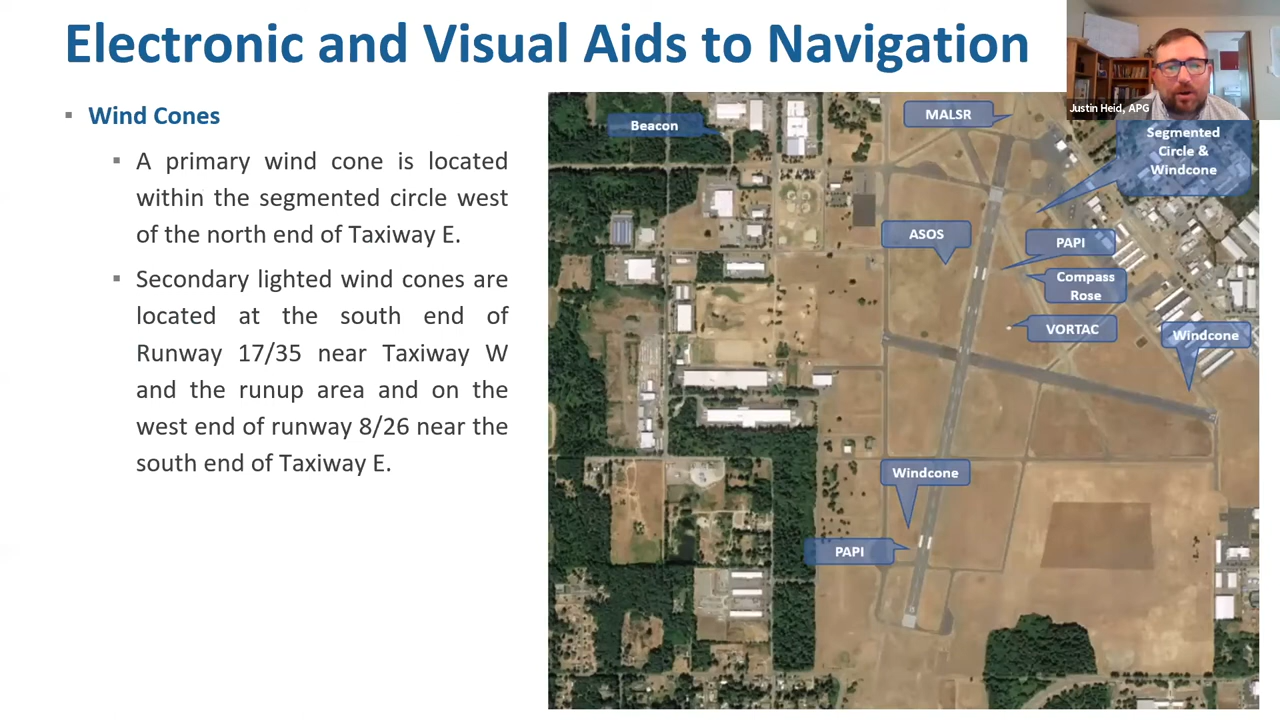 Electronic and Visual Aids to Navigation
Justin Heid, APG
▪ Wind Cones
▪ A primary wind cone is located
within the segmented circle west
of the north end of Taxiway E.
▪ Secondary lighted wind cones are
located at the south end of
Runway 17/35 near Taxiway W
and the runup area and on the
west end of runway 8/26 near the
south end of Taxiway E.
Beacon
MALSR
Segmented
Circle &
Windcone
ASOS
PAPI
Compass
Rose
VORTAC
Windcone
Windcone
PAPI